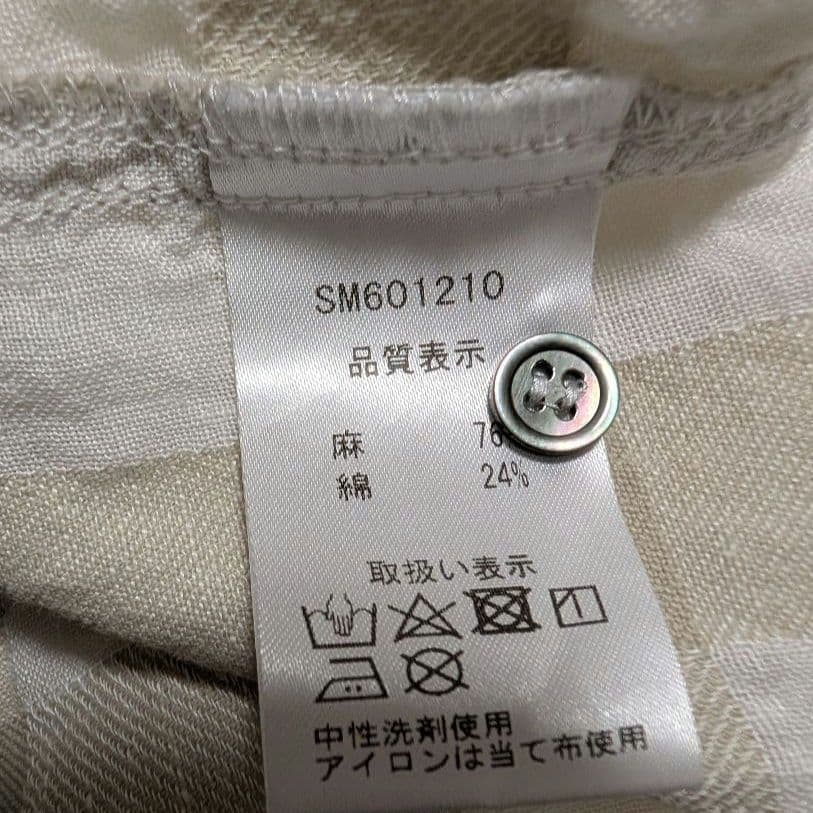 SM601210
品質表示
麻 76
綿 24%
取扱い表示
中性洗剤使用
アイロンは当て布使用